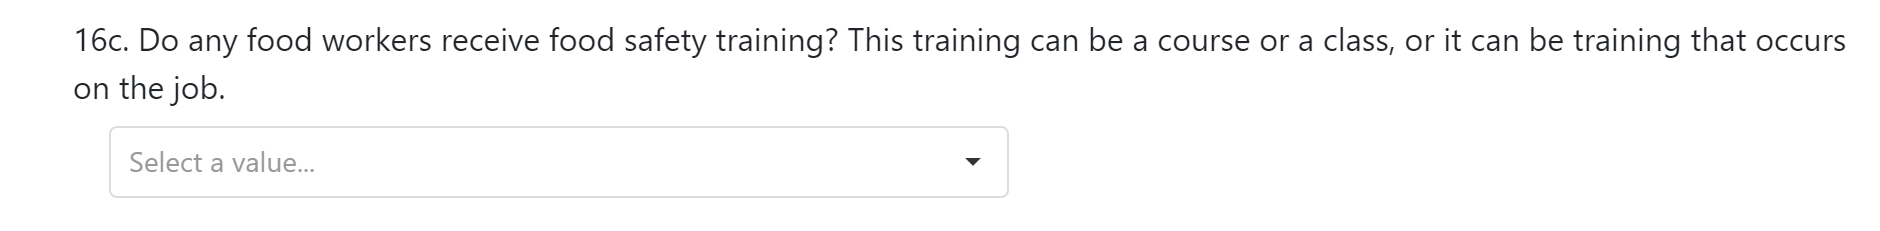 16c. Do any food workers receive food safety training? This training can be a course or a class, or it can be training that occurs
on the job.
Select a value...